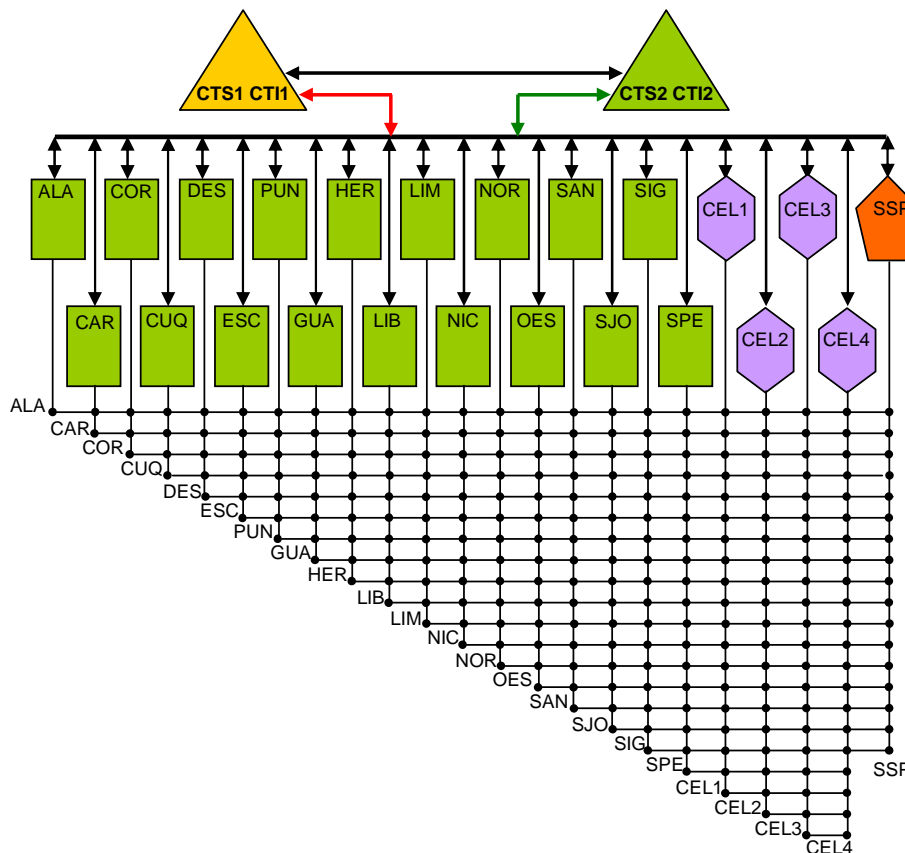 CTS1 CTI1
CTS2 CTI2
ALA
COR
DES
PUN
HER
LIM
NOR
SAN
SIG
CEL1
CEL3
CAR
CUQ
ESC
GUA
LIB
NIC
OES
SJO
SPE
CEL2
CEL4
ALA
CAR
COR
CUQ
DES
ESC
PUN
GUA
HER
LIB
LIM
NIC
NOR
OES
SAN
SJO
SIG
SPE
CEL1
CEL2
CEL3
CEL4